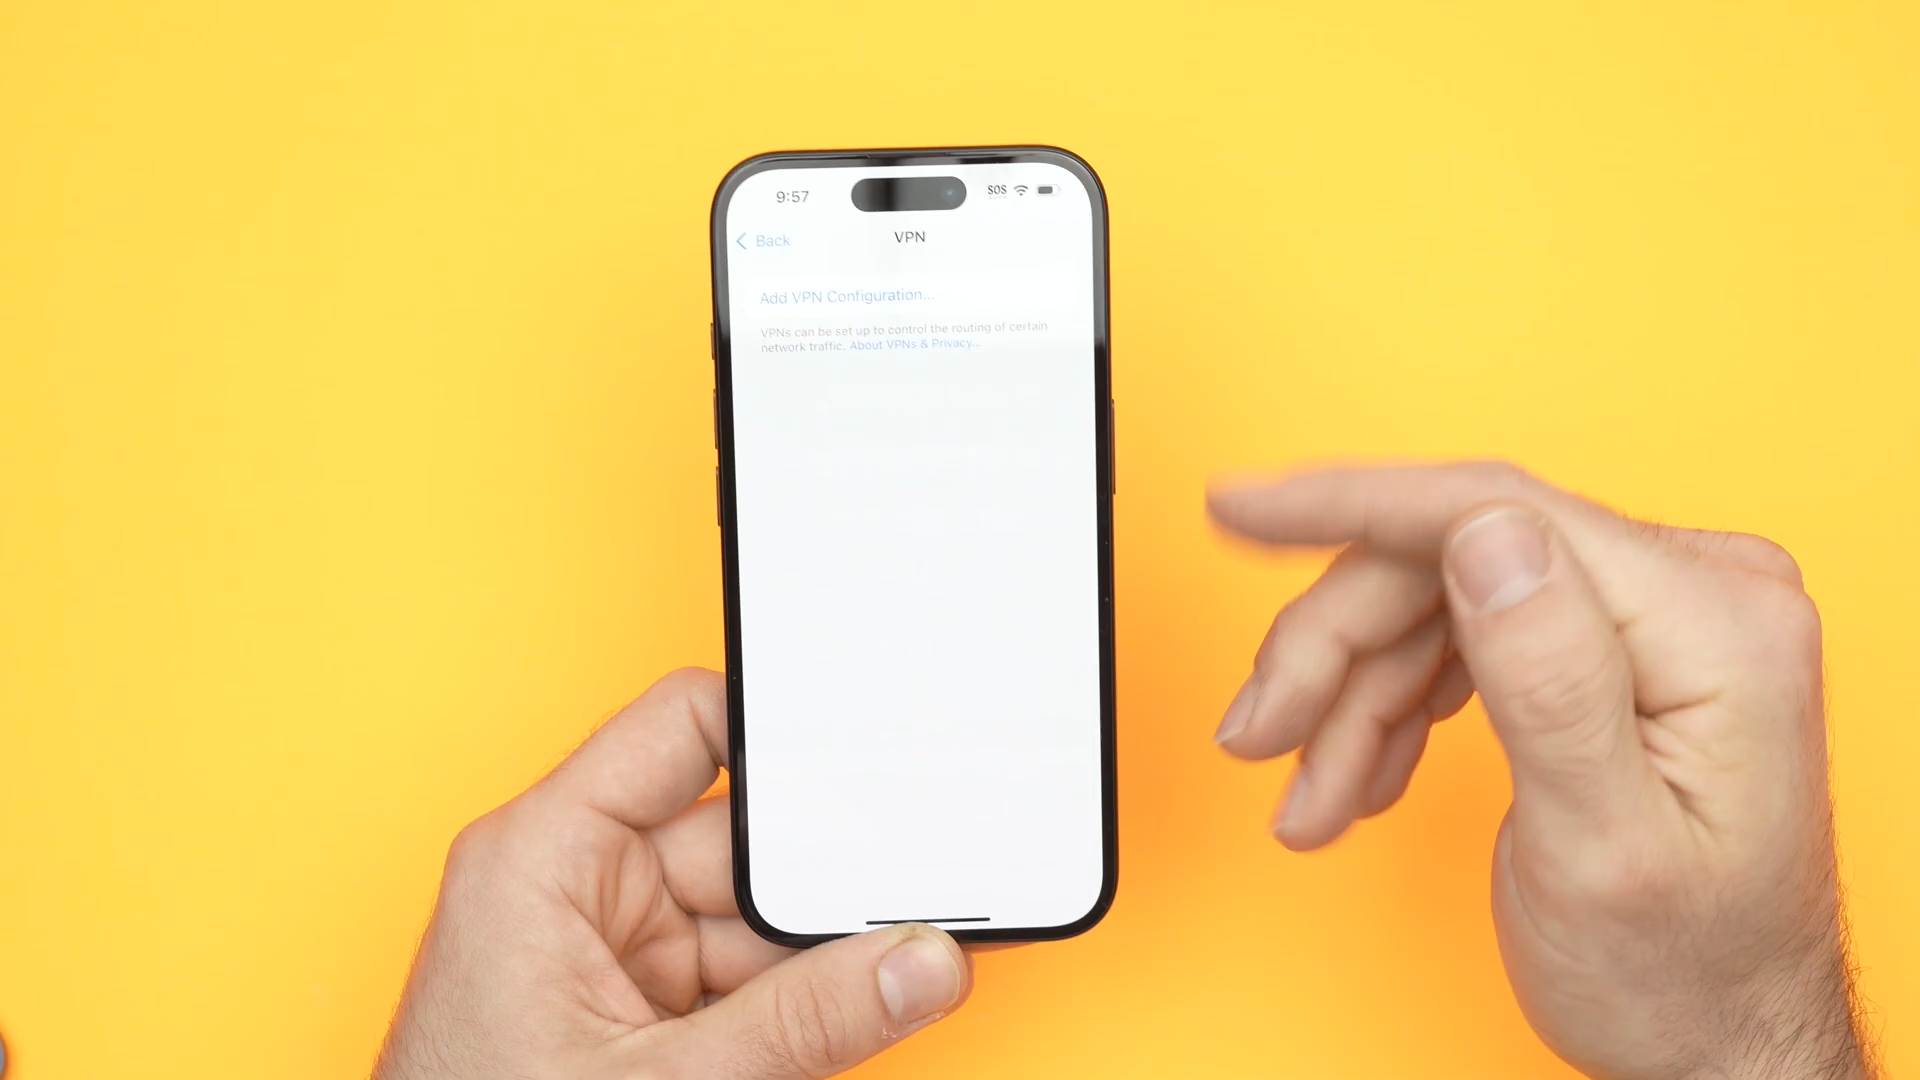 9:57
SOS
Back
VPN
Add VPN Configuration...
VPNs can be set up to control the routing of certain
network traffic. About VPNs & Privacy...